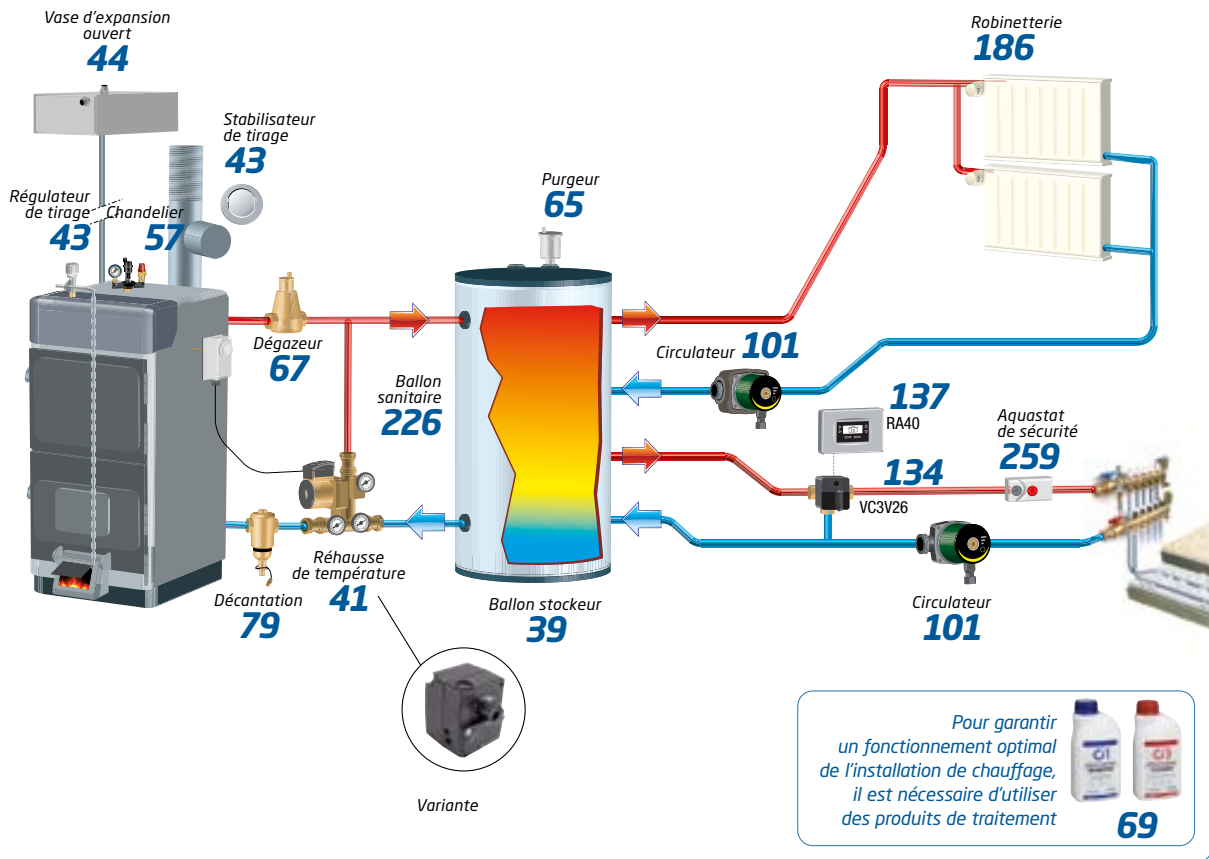 Vase d'expansion
ouvert
44
Stabilisateur
de tirage
43
Régulateur
de tirage
43
Chandelier
57
Dégazeur
67
Purgeur
65
Robinetterie
186
Ballon
sanitaire
226
Circulateur 101
137
RA40
134
VC3V26
Aquastat
de sécurité
259
Décantation
79
Réhausse
de température
41
Ballon stockeur
39
Circulateur
101
Variante
Pour garantir
un fonctionnement optimal
de l'installation de chauffage,
il est nécessaire d'utiliser
des produits de traitement
69